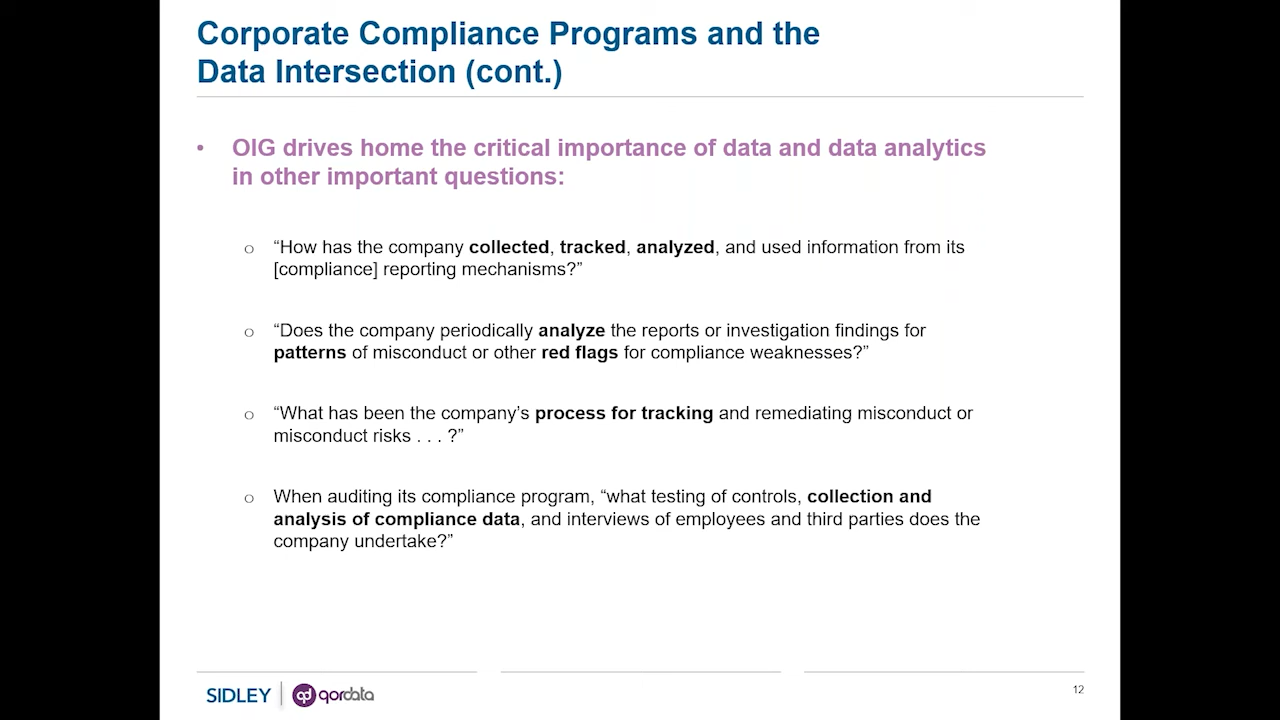 Corporate Compliance Programs and the
Data Intersection (cont.)
• OIG drives home the critical importance of data and data analytics
in other important questions:
o “How has the company collected, tracked, analyzed, and used information from its
[compliance] reporting mechanisms?”
o “Does the company periodically analyze the reports or investigation findings for
patterns of misconduct or other red flags for compliance weaknesses?”
o “What has been the company’s process for tracking and remediating misconduct or
misconduct risks . . . ?”
o When auditing its compliance program, “what testing of controls, collection and
analysis of compliance data, and interviews of employees and third parties does the
company undertake?”
SIDLEY | qd qordata
12